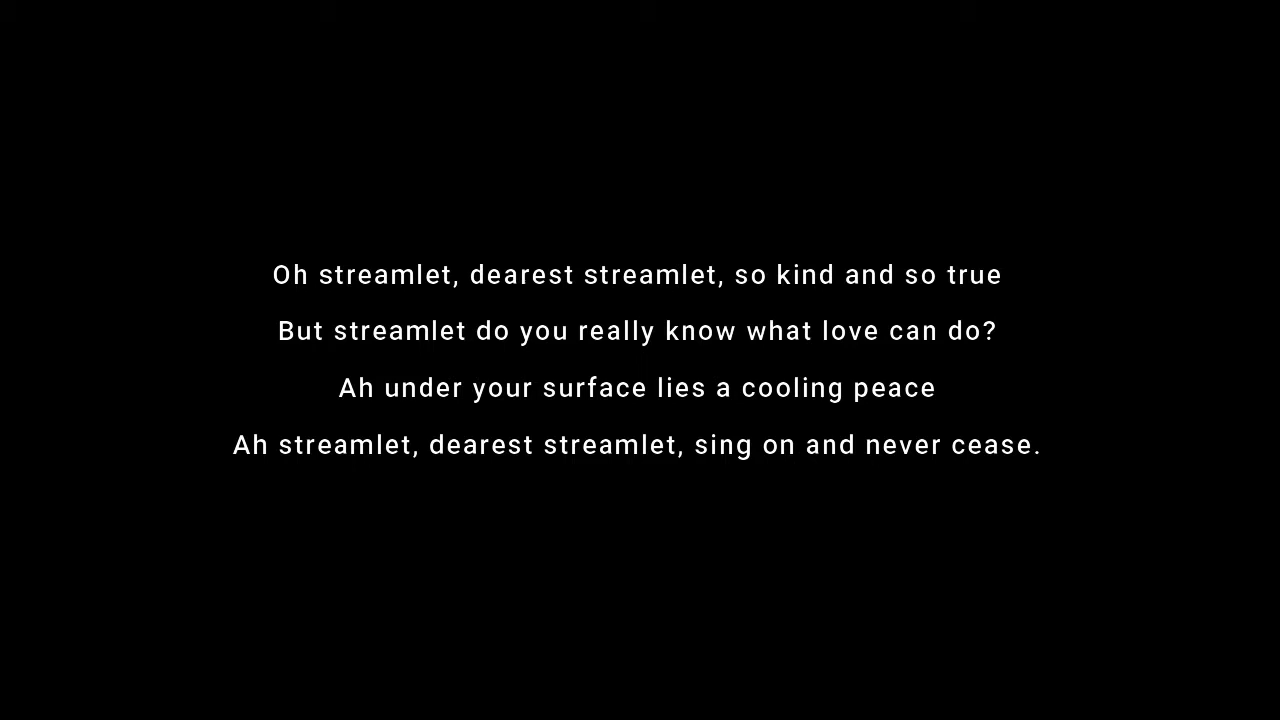 Oh streamlet, dearest streamlet, so kind and so true
But streamlet do you really know what love can do?
Ah under your surface lies a cooling peace
Ah streamlet, dearest streamlet, sing on and never cease.